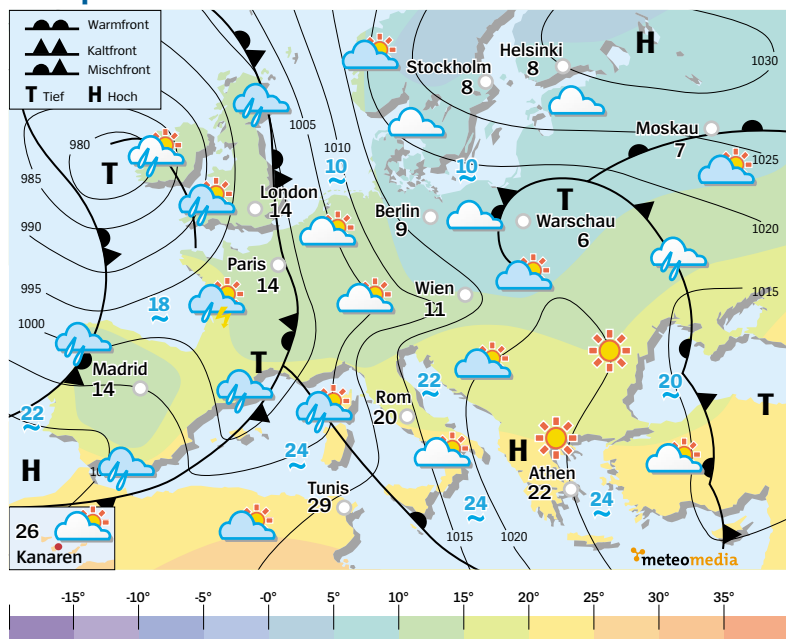 Warmfront
Kaltfront
Mischfront
T Tief H Hoch
H
1030
Helsinki
8
Stockholm
8
Moskau
7
1025
1005
1010
980
T
985
10
10
London
14
Berlin
9
T
Warschau
6
990
1020
Paris
14
Wien
11
995
18
1015
1000
T
Madrid
14
22
20
Rom
20
22
T
24
H
H
Athen
22
24
24
Tunis
29
26
Kanaren
1015
1020
meteomedia
-15° -10° -5° -0° 5° 10° 15° 20° 25° 30° 35°